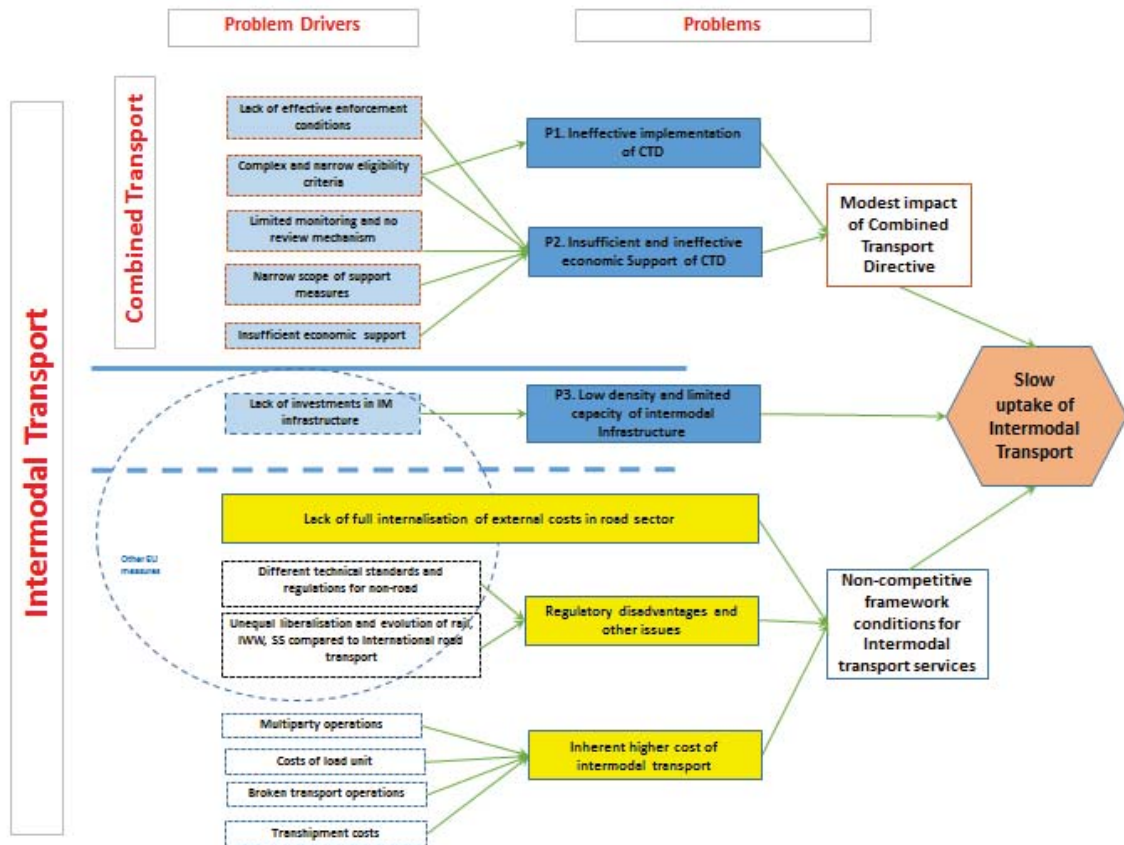 Problem Drivers
Problems
Intermodal Transport
Combined Transport
Lack of effective enforcement
conditions
Complex and narrow eligibility
criteria
Limited monitoring and no
review mechanism
Narrow scope of support
measures
Insufficient economic support
P1. Ineffective implementation
of CTD
P2. Insufficient and ineffective
economic Support of CTD
Modest impact
of Combined
Transport
Directive
Lack of investments in IM
infrastructure
P3. Low density and limited
capacity of intermodal
Infrastructure
Slow
uptake of
Intermodal
Transport
Lack of full internalisation of external costs in road sector
Other EU
measures
Different technical standards and
regulations for non-road
Unequal liberalisation and evolution of rail,
IWW, SS compared to International road
transport
Regulatory disadvantages and
other issues
Non-competitive
framework
conditions for
Intermodal
transport services
Multiparty operations
Costs of load unit
Broken transport operations
Transhipment costs
Inherent higher cost of
intermodal transport